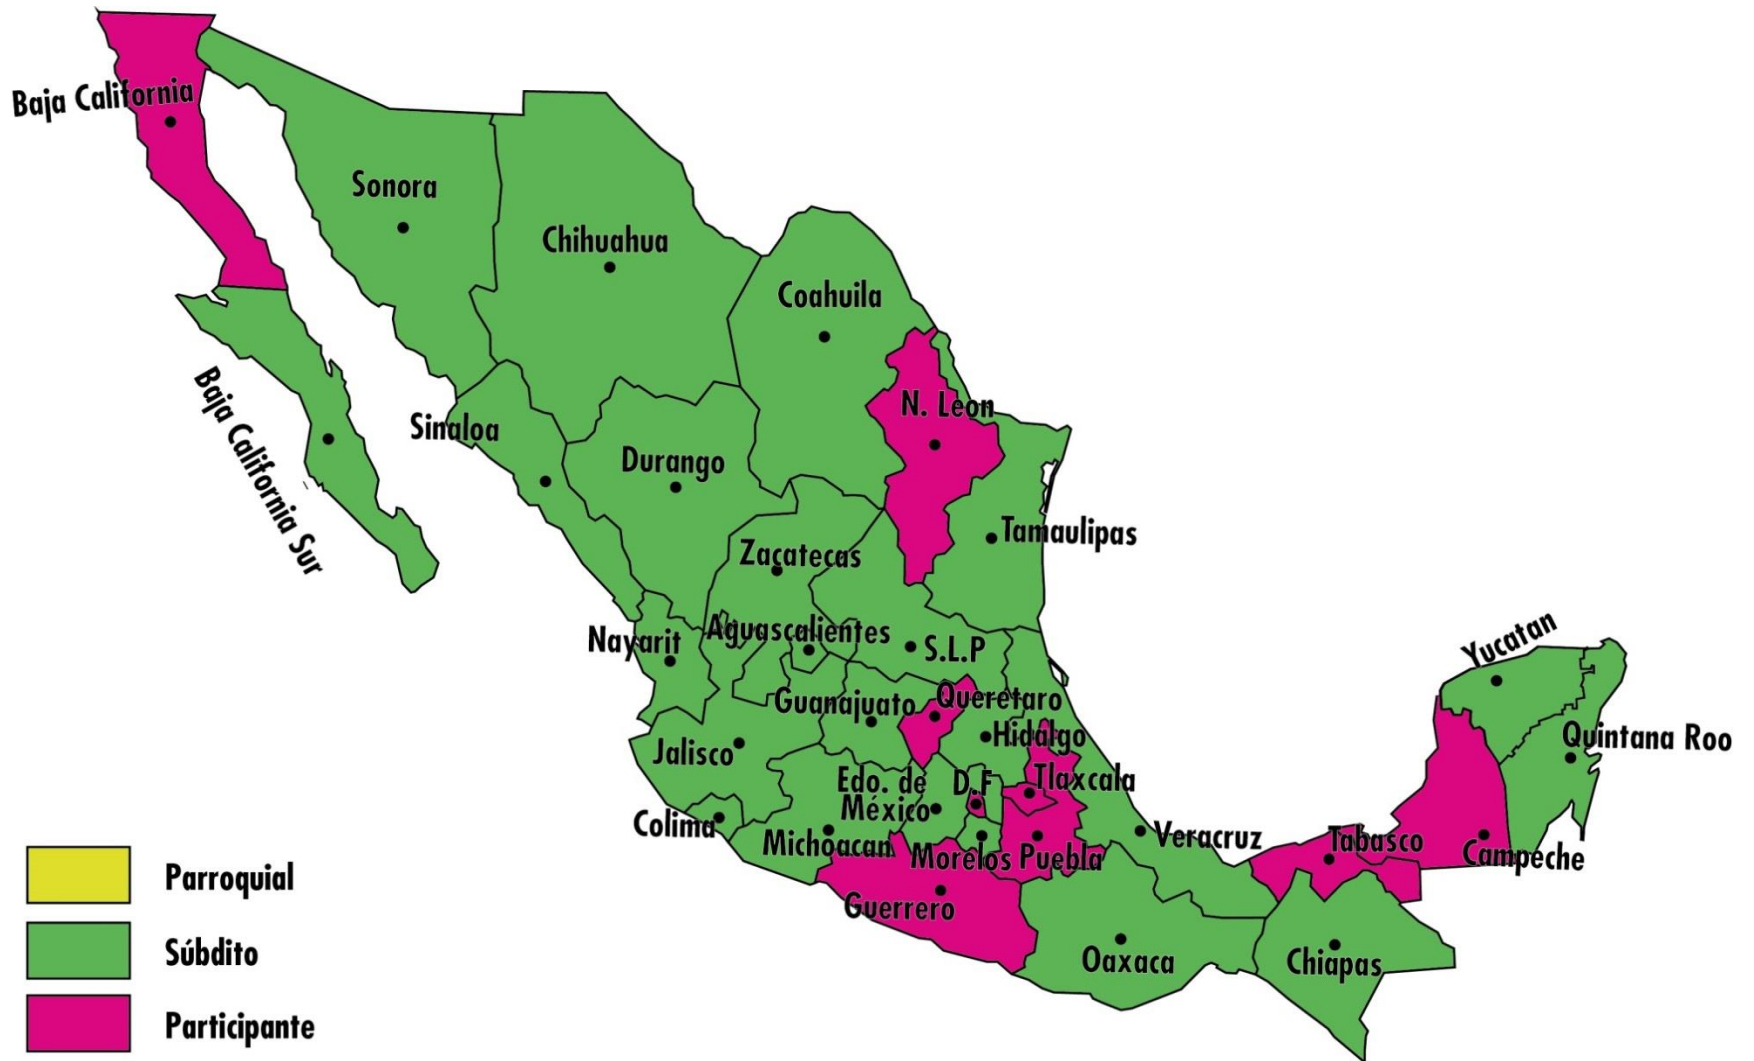 Baja California
Sonora
Chihuahua
Coahuila
Baja California Sur
Sinaloa
Durango
N. Leon
Tamaulipas
Zacatecas
Nayarit
Aguascalientes
S.L.P
Guanajuato
Querétaro
Hidalgo
Jalisco
Edo. de
México
D.F
Tlaxcala
Colima
Michoacan
Morelos
Puebla
Veracruz
Guerrero
Oaxaca
Tabasco
Chiapas
Campeche
Yucatan
Quintana Roo
Parroquial
Súbdito
Participante